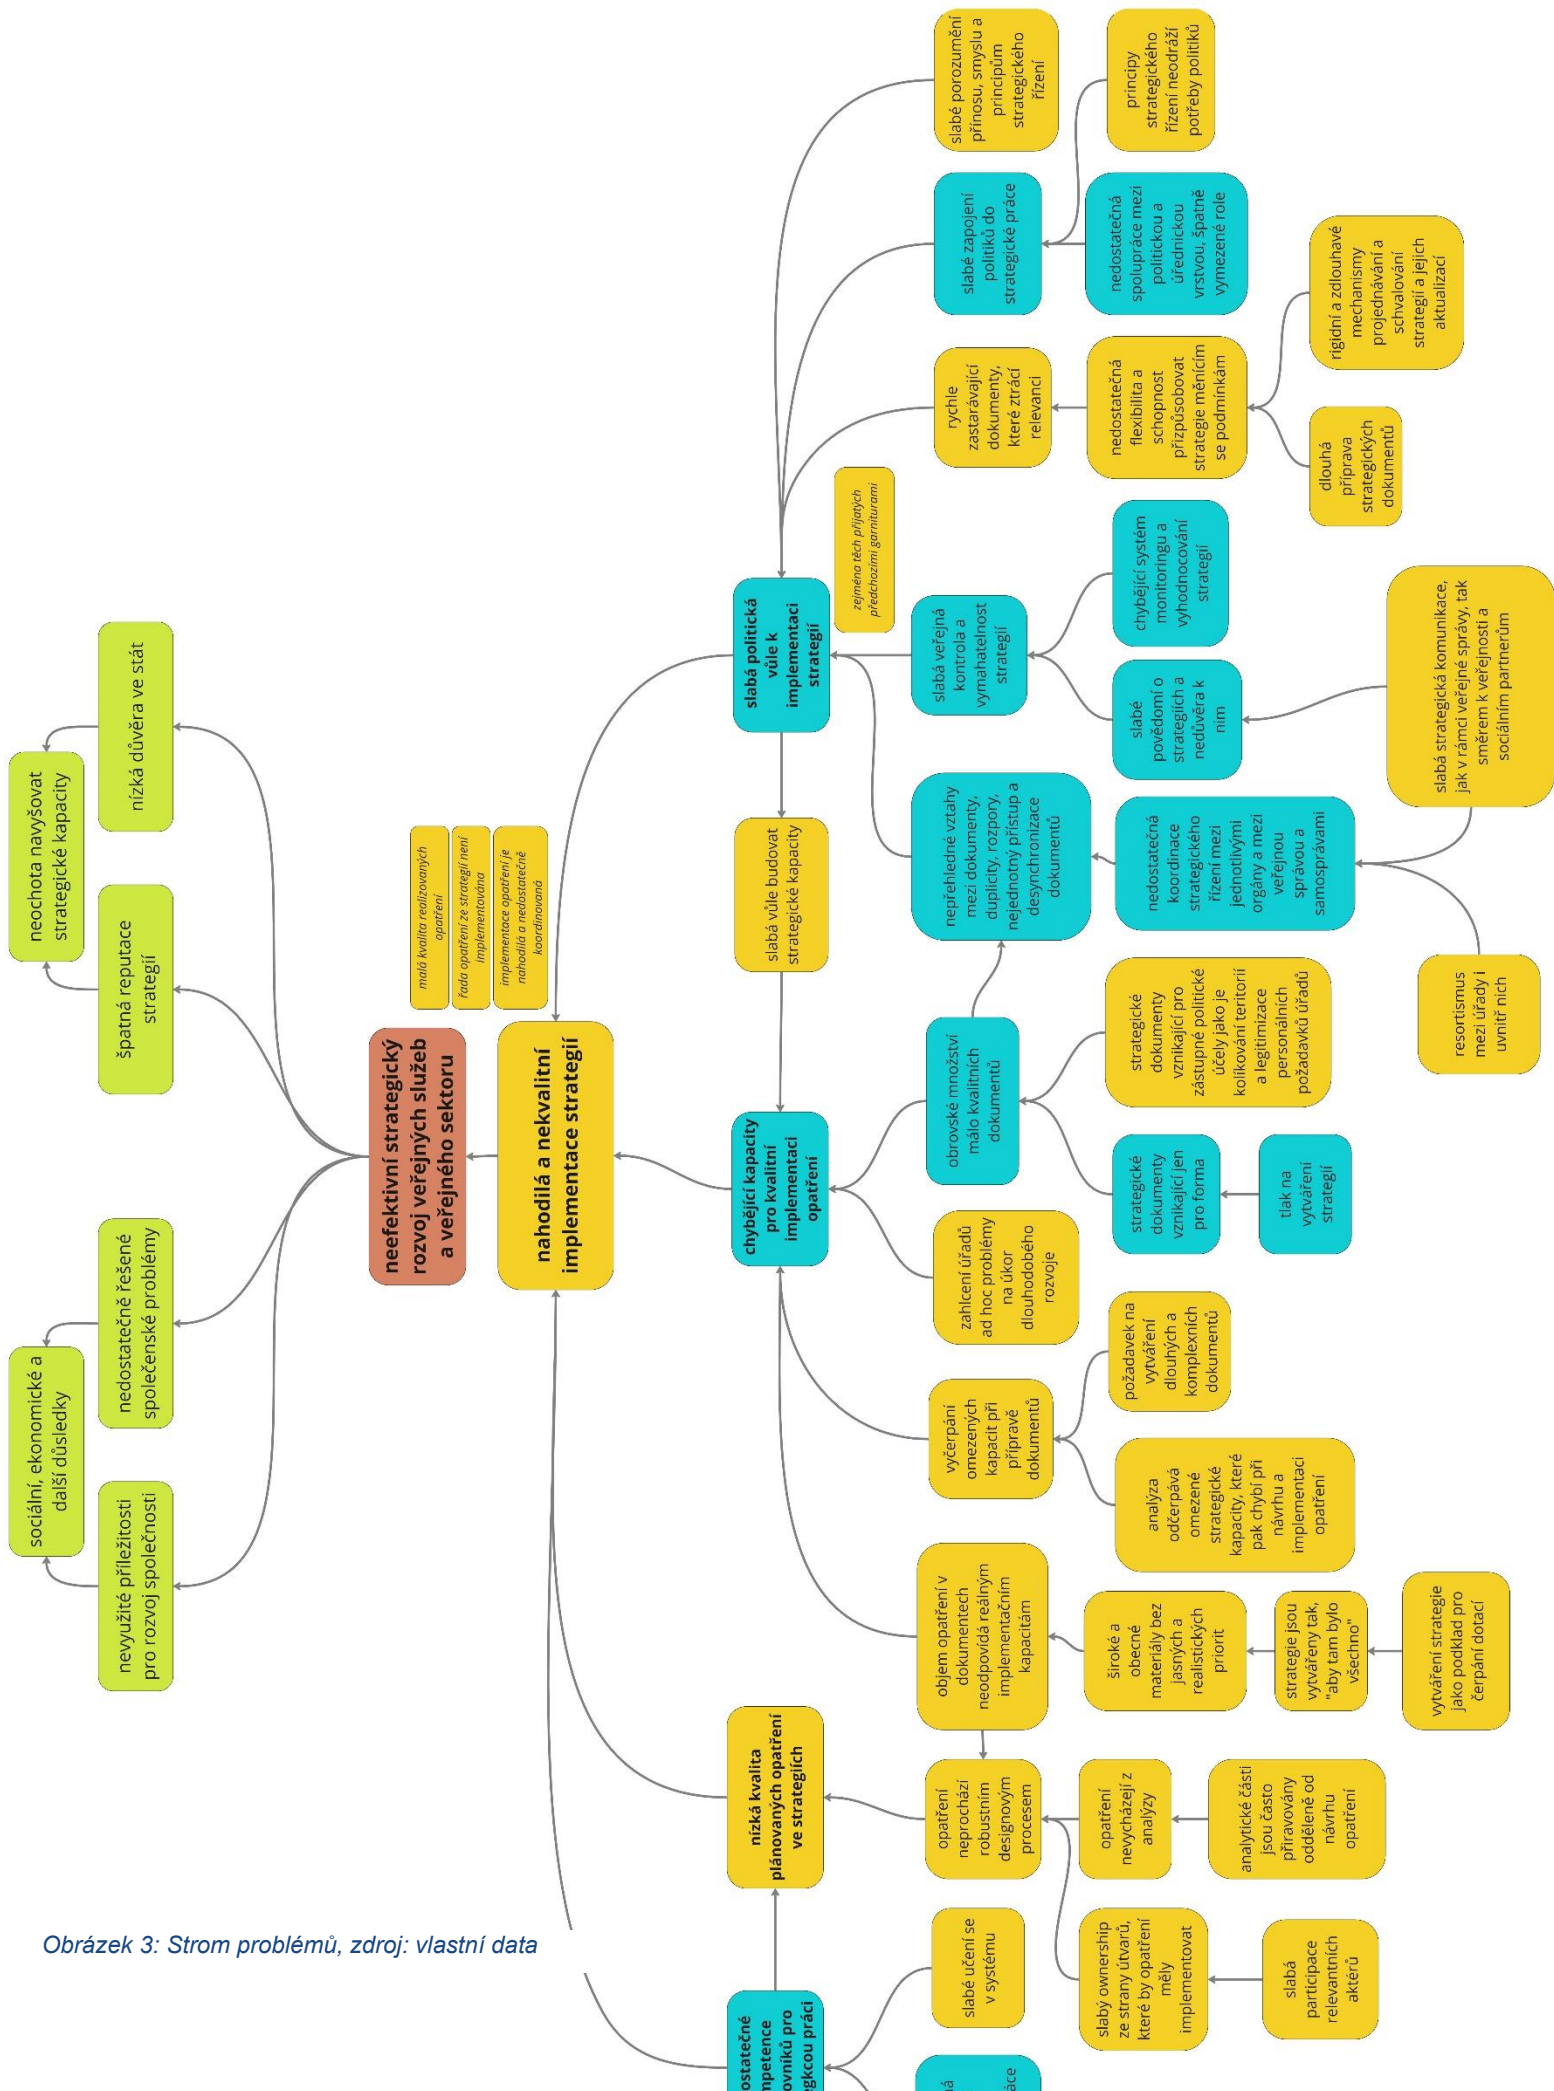 sociální, ekonomické a
další důsledky
neochota navyšovat
strategické kapacity
nevyužité příležitosti
pro rozvoj společnosti
nedostatečně řešené
společenské problémy
špatná reputace
strategií
nízká důvěra ve stát
neefektivní strategický
rozvoj veřejných služeb
a veřejného sektoru
malá kvalita realizovaných
opatření
řada opatření ze strategií není
implementována
implementace opatření je
nahodilá a nedostatečně
koordinovaná
nahodilá a nekvalitní
implementace strategií
ostatečné
mpetence
ovníků pro
egkcou práci
nízká kvalita
plánovaných opatření
ve strategiích
chybějící kapacity
pro kvalitní
implementaci
opatření
slabá vůle budovat
strategické kapacity
slabá politická
vůle k
implementaci
strategií
zejména těch přijatých
předchozími garniturami
ná
áce
slabé učení se
v systému
opatření
neprochází
robustním
designovým
procesem
objem opatření v
dokumentech
neodpovídá reálným
implementačním
kapacitám
vyčerpání
omezených
kapacit při
přípravě
dokumentů
zahlcení úřadů
ad hoc problémy
na úkor
dlouhodobého
rozvoje
obrovské množství
málo kvalitních
dokumentů
nepřehledné vztahy
mezi dokumenty,
duplicity, rozpory,
nejednotný přístup a
desynchronizace
dokumentů
slabá veřejná
kontrola a
vymahatelnost
strategií
rychle
zastarávající
dokumenty,
které ztrácí
relevanci
slabé zapojení
politiků do
strategické práce
slabé porozumění
přínosu, smyslu a
principům
strategického
řízení
slabý ownership
ze strany útvarů,
které by opatření
měly
implementovat
opatření
nevycházejí z
analýzy
široké a
obecné
materiály bez
jasných a
realistických
priorit
analýza
odčerpává
omezené
strategické
kapacity, které
pak chybí při
návrhu a
implementaci
opatření
požadavek na
vytváření
dlouhých a
komplexních
dokumentů
strategické
dokumenty
vznikající jen
pro forma
strategické
dokumenty
vznikající pro
zástupné politické
účely jako je
kolíkování teritorií
a legitimizace
personálních
požadavků úřadů
nedostatečná
koordinace
strategického
řízení mezi
jednotlivými
orgány a mezi
veřejnou
správou a
samosprávami
slabé
povědomí o
strategiích a
nedůvěra k
nim
chybějící systém
monitoringu a
vyhodnocování
strategií
nedostatečná
flexibilita a
schopnost
přizpůsobovat
strategie měnícím
se podmínkám
nedostatečná
spolupráce mezi
politickou a
úřednickou
vrstvou, špatně
vymezené role
principy
strategického
řízení neodráží
potřeby politiků
slabá
participace
relevantních
aktérů
analytické části
jsou často
přiravovány
odděleně od
návrhu
opatření
strategie jsou
vytvářeny tak,
"aby tam bylo
všechno"
tlak na
vytváření
strategií
dlouhá
příprava
strategických
dokumentů
rigidní a zdlouhavé
mechanismy
projednávání a
schvalování
strategií a jejich
aktualizací
vytváření strategie
jako podklad pro
čerpání dotací
resortismus
mezi úřady i
uvnitř nich
slabá strategická komunikace,
jak v rámci veřejné správy, tak
směrem k veřejnosti a
sociálním partnerům
Obrázek 3: Strom problémů, zdroj: vlastní data